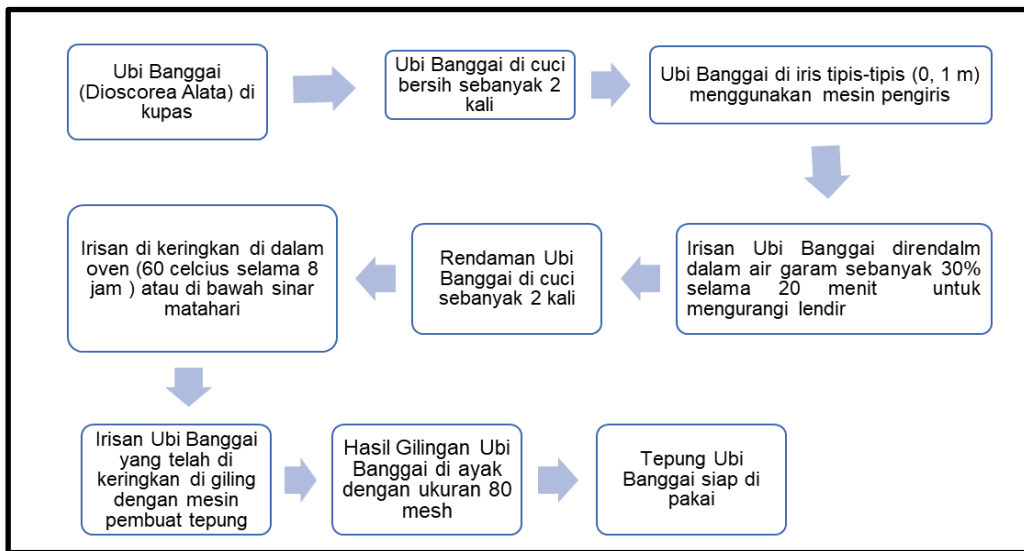 Ubi Banggai
(Dioscorea Alata) di
kupas
Ubi Banggai di cuci
bersih sebanyak 2
kali
Ubi Banggai di iris tipis-tipis (0, 1 m)
menggunakan mesin pengiris
Irisan Ubi Banggai direndalm
dalam air garam sebanyak 30%
selama 20 menit untuk
mengurangi lendir
Rendaman Ubi
Banggai di cuci
sebanyak 2 kali
Irisan di keringkan di dalam
oven (60 celcius selama 8
jam ) atau di bawah sinar
matahari
Irisan Ubi Banggai
yang telah di
keringkan di giling
dengan mesin
pembuat tepung
Hasil Gilingan Ubi
Banggai di ayak
dengan ukuran 80
mesh
Tepung Ubi
Banggai siap di
pakai